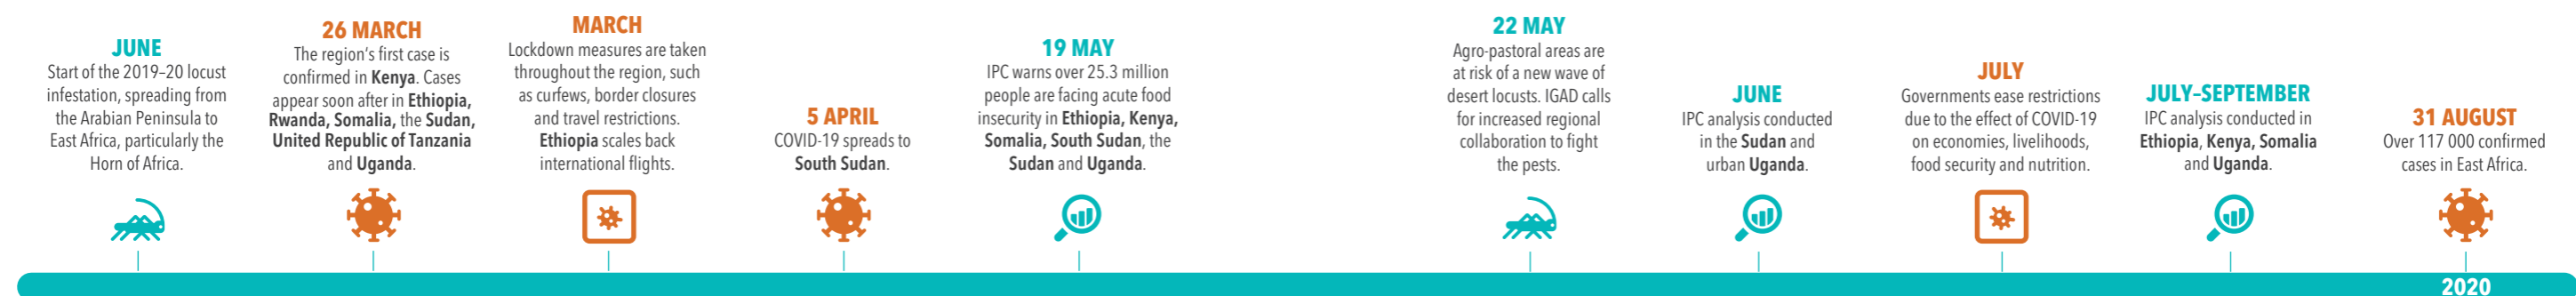 JUNE
Start of the 2019–20 locust
infestation, spreading from
the Arabian Peninsula to
East Africa, particularly the
Horn of Africa.
26 MARCH
The region's first case is
confirmed in Kenya. Cases
appear soon after in Ethiopia,
Rwanda, Somalia, the Sudan,
United Republic of Tanzania
and Uganda.
MARCH
Lockdown measures are taken
throughout the region, such
as curfews, border closures
and travel restrictions.
Ethiopia scales back
international flights.
5 APRIL
COVID-19 spreads to
South Sudan.
19 MAY
IPC warns over 25.3 million
people are facing acute food
insecurity in Ethiopia, Kenya,
Somalia, South Sudan, the
Sudan and Uganda.
22 MAY
Agro-pastoral areas are
at risk of a new wave of
desert locusts. IGAD calls
for increased regional
collaboration to fight
the pests.
JUNE
IPC analysis conducted
in the Sudan and
urban Uganda.
JULY
Governments ease restrictions
due to the effect of COVID-19
on economies, livelihoods,
food security and nutrition.
JULY–SEPTEMBER
IPC analysis conducted in
Ethiopia, Kenya, Somalia
and Uganda.
31 AUGUST
Over 117 000 confirmed
cases in East Africa.
2020